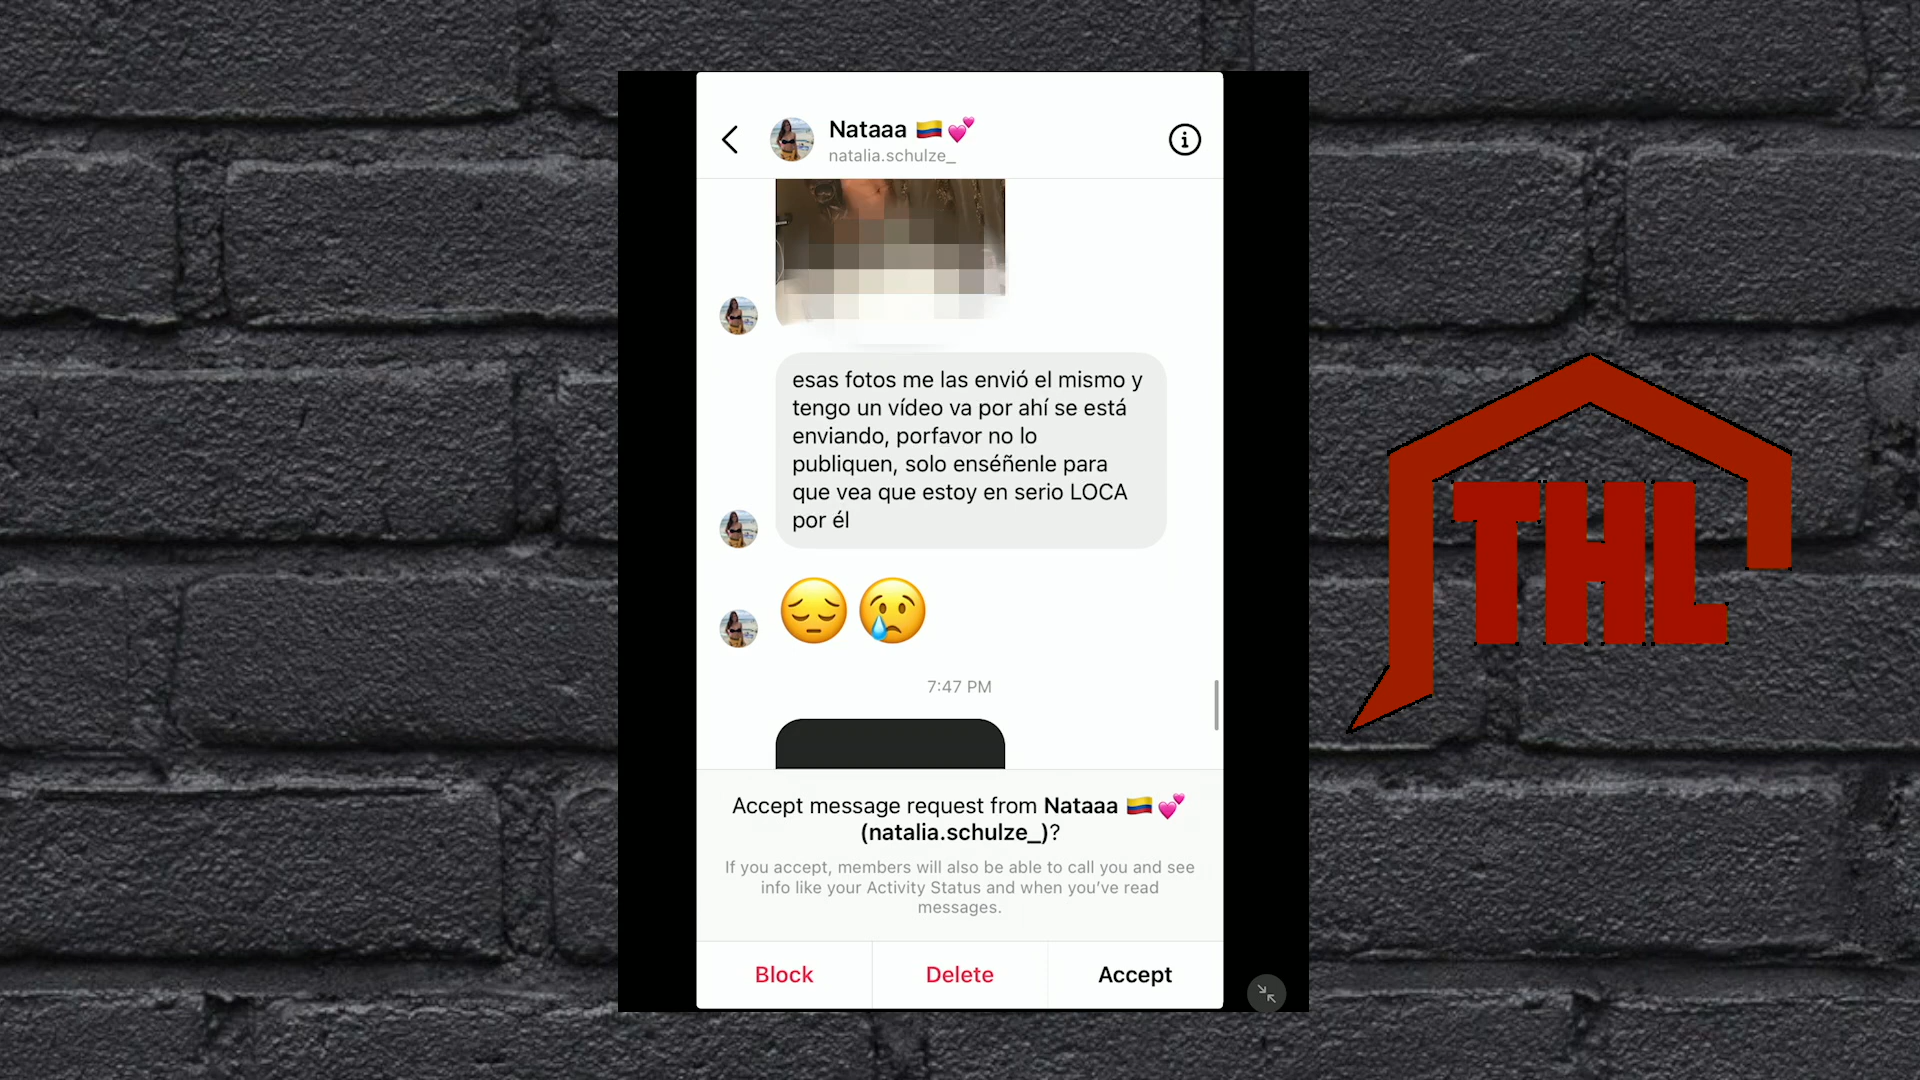 Nataaa 🇨🇴💕
natalia.schulze_
esas fotos me las envió el mismo y
tengo un vídeo va por ahí se está
enviando, porfavor no lo
publiquen, solo enséñenle para
que vea que estoy en serio LOCA
por él
😔😢
7:47 PM
THL
Accept message request from Nataaa 🇨🇴💕
(natalia.schulze_)?
If you accept, members will also be able to call you and see
info like your Activity Status and when you’ve read
messages.
Block
Delete
Accept